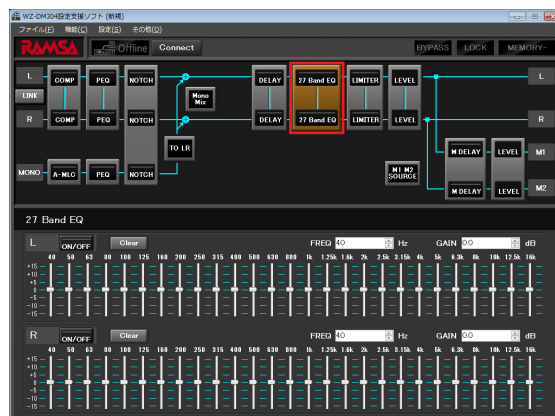 WZ-DM304設定支援ソフト (新規)
ファイル(F) 機能(C) 設定(S) その他(O)
RAMSA Offline Connect BYPASS LOCK MEMORY-
L COMP PEQ NOTCH DELAY 27 Band EQ LIMITER LEVEL L
LINK Mono Mix
R COMP PEQ NOTCH DELAY 27 Band EQ LIMITER LEVEL R
TO LR M DELAY LEVEL M1
MONO A-MLC PEQ NOTCH M1 M2 SOURCE
M DELAY LEVEL M2
27 Band EQ
L ON/OFF Clear FREQ 40 Hz GAIN 0.0 dB
40 50 63 80 100 125 160 200 250 315 400 500 630 800 1k 1.25k 1.6k 2k 2.5k 3.15k 4k 5k 6.3k 8k 10k 12.5k 16k
+15
+10
+5
0
-5
-10
-15
R ON/OFF Clear FREQ 40 Hz GAIN 0.0 dB
40 50 63 80 100 125 160 200 250 315 400 500 630 800 1k 1.25k 1.6k 2k 2.5k 3.15k 4k 5k 6.3k 8k 10k 12.5k 16k
+15
+10
+5
0
-5
-10
-15